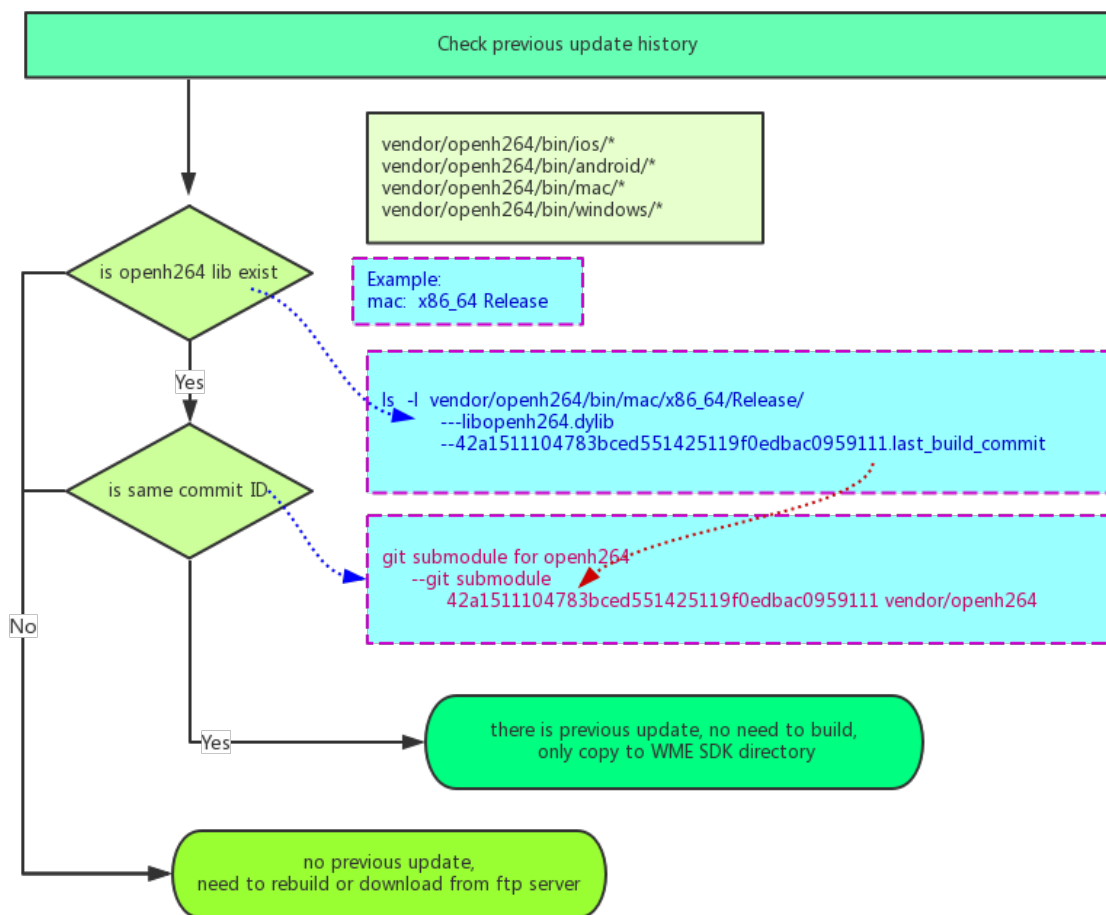 Check previous update history
vendor/openh264/bin/ios/*
vendor/openh264/bin/android/*
vendor/openh264/bin/mac/*
vendor/openh264/bin/windows/*
is openh264 lib exist
Example:
mac: x86_64 Release
Yes
ls -l vendor/openh264/bin/mac/x86_64/Release/
---libopenh264.dylib
--42a1511104783bced551425119f0edbac0959111.last_build_commit
is same commit ID
git submodule for openh264
--git submodule
42a1511104783bced551425119f0edbac0959111 vendor/openh264
No
Yes
there is previous update, no need to build,
only copy to WME SDK directory
no previous update,
need to rebuild or download from ftp server